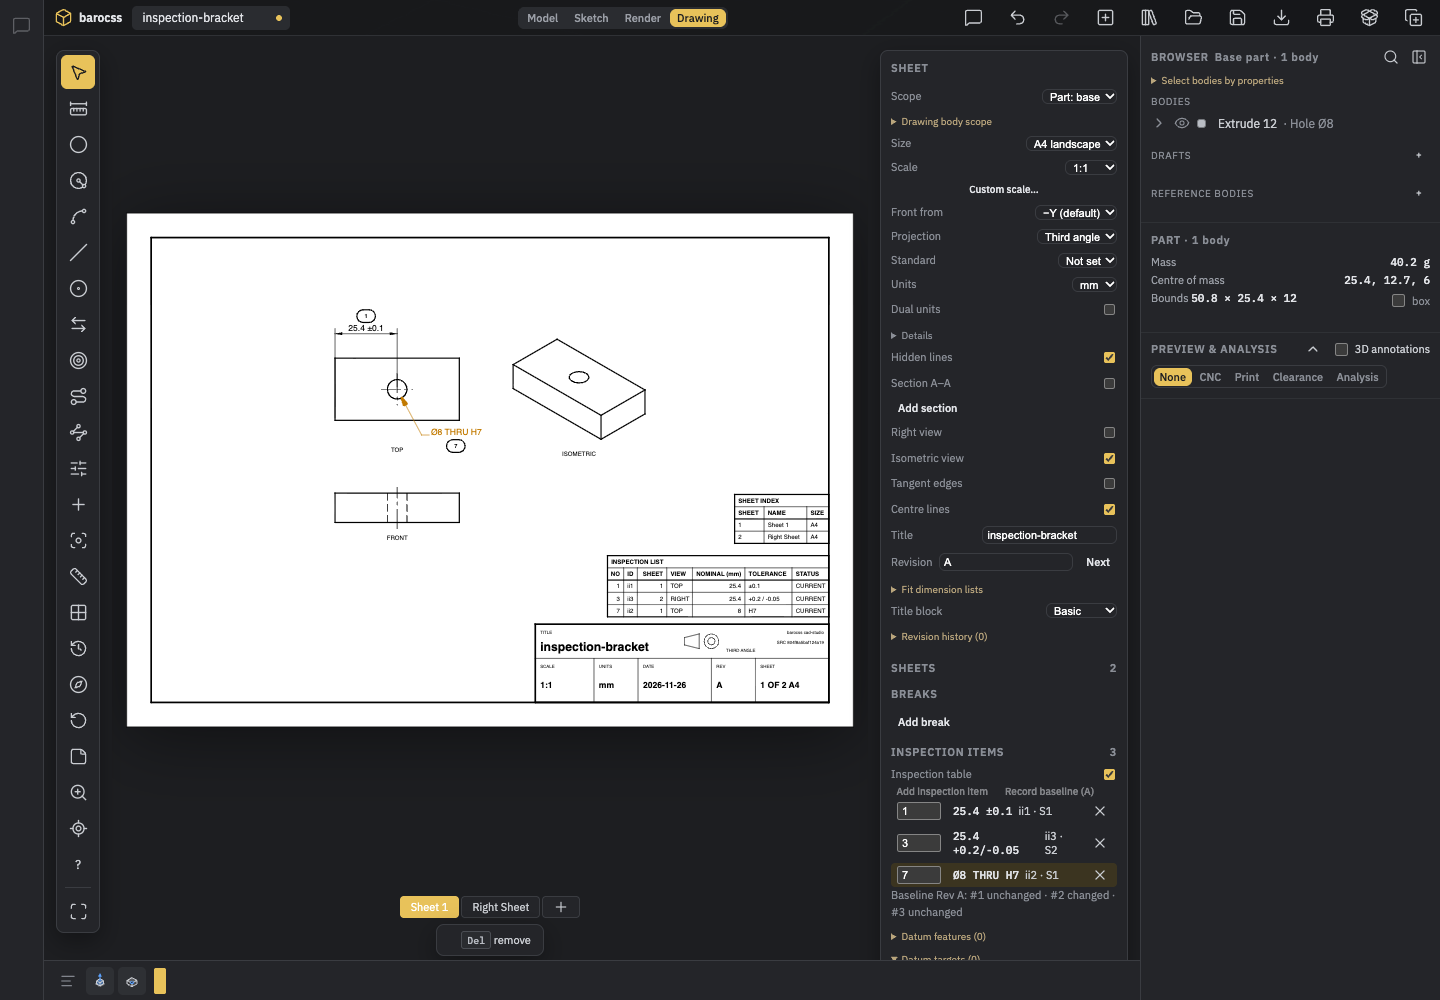 barocss
inspection-bracket
Model Sketch Render Drawing
?
1
25.4 ±0.1
Ø8 THRU H7
7
TOP
ISOMETRIC
FRONT
SHEET INDEX
SHEET NAME SIZE
1 Sheet 1 A4
2 Right Sheet A4
INSPECTION LIST
NO ID SHEET VIEW NOMINAL (mm) TOLERANCE STATUS
1 ii1 1 TOP 25.4 ±0.1 CURRENT
3 ii3 2 RIGHT 25.4 +0.2 / -0.05 CURRENT
7 ii2 1 TOP 8 H7 CURRENT
TITLE
inspection-bracket
THIRD ANGLE
barocss cad-studio
SCALE UNITS DATE REV SHEET
1:1 mm 2026-11-26 A 1 OF 2 A4
Sheet 1 Right Sheet
Del remove
SHEET
Scope Part: base
Drawing body scope
Size A4 landscape
Scale 1:1
Custom scale...
Front from −Y (default)
Projection Third angle
Standard Not set
Units mm
Dual units
Details
Hidden lines
Section A–A
Add section
Right view
Isometric view
Tangent edges
Centre lines
Title inspection-bracket
Revision A Next
Fit dimension lists
Title block Basic
Revision history (0)
SHEETS 2
BREAKS
Add break
INSPECTION ITEMS 3
Inspection table
Add inspection item Record baseline (A)
1 25.4 ±0.1 ii1 · S1
3 25.4 +0.2/-0.05 ii3 · S2
7 Ø8 THRU H7 ii2 · S1
Baseline Rev A: #1 unchanged · #2 changed ·
#3 unchanged
Datum features (0)
Datum targets (0)
BROWSER Base part · 1 body
Select bodies by properties
BODIES
Extrude 12 · Hole Ø8
DRAFTS +
REFERENCE BODIES +
PART · 1 body
Mass 40.2 g
Centre of mass 25.4, 12.7, 6
Bounds 50.8 × 25.4 × 12 box
PREVIEW & ANALYSIS 3D annotations
None CNC Print Clearance Analysis